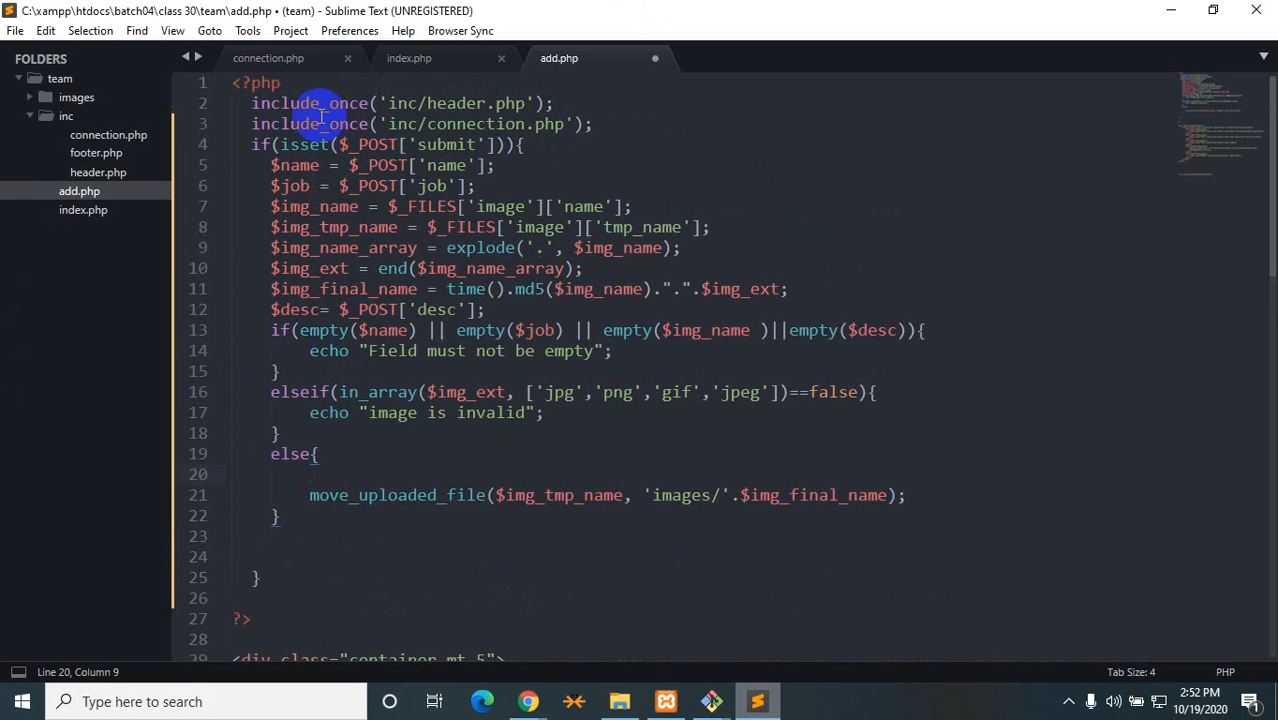 C:\xampp\htdocs\batch04\class 30\team\add.php • (team) - Sublime Text (UNREGISTERED)
File Edit Selection Find View Goto Tools Project Preferences Help Browser Sync
FOLDERS
team
images
inc
connection.php
footer.php
header.php
add.php
index.php
connection.php × index.php × add.php
1 <?php
2 include_once('inc/header.php');
3 include_once('inc/connection.php');
4 if(isset($_POST['submit'])){
5 $name = $_POST['name'];
6 $job = $_POST['job'];
7 $img_name = $_FILES['image']['name'];
8 $img_tmp_name = $_FILES['image']['tmp_name'];
9 $img_name_array = explode('.', $img_name);
10 $img_ext = end($img_name_array);
11 $img_final_name = time().md5($img_name).".".$img_ext;
12 $desc= $_POST['desc'];
13 if(empty($name) || empty($job) || empty($img_name )||empty($desc)){
14 echo "Field must not be empty";
15 }
16 elseif(in_array($img_ext, ['jpg','png','gif','jpeg'])==false){
17 echo "image is invalid";
18 }
19 else{
20
21 move_uploaded_file($img_tmp_name, 'images/'.$img_final_name);
22 }
23
24
25 }
26
27 ?>
28
29 <div class="container mt-5">
Line 20, Column 9 Tab Size: 4 PHP
Type here to search
2:52 PM
10/19/2020